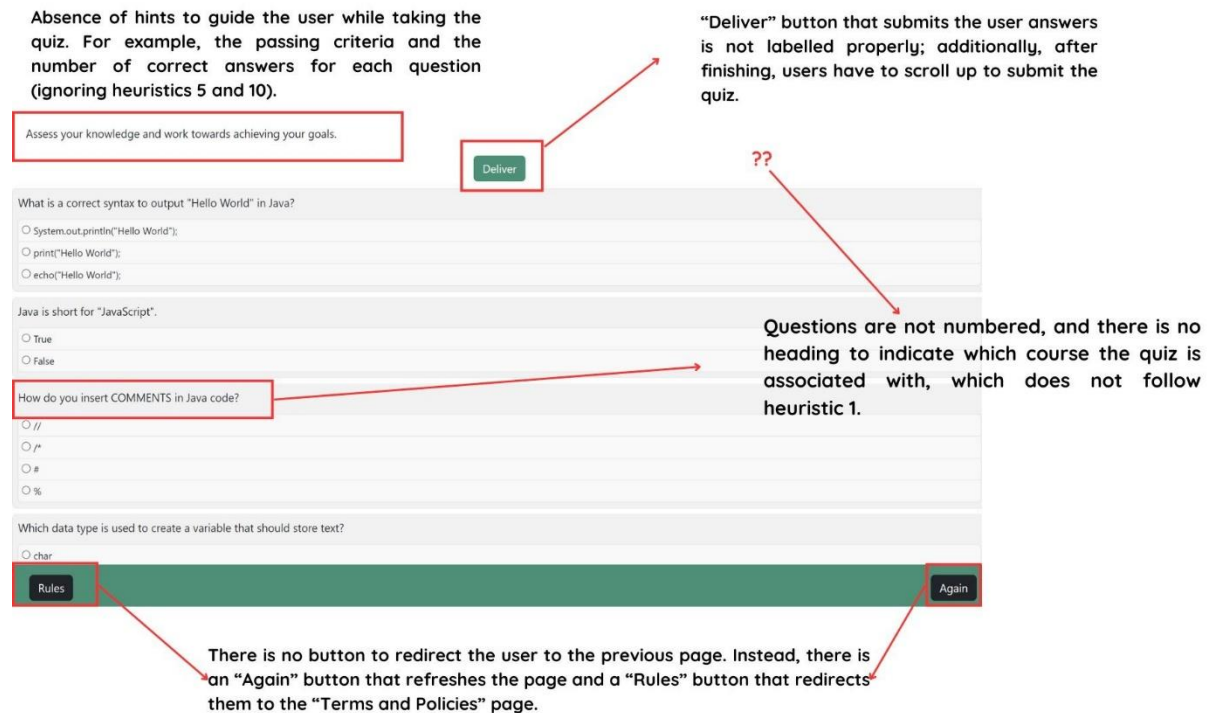 Absence of hints to guide the user while taking the
quiz. For example, the passing criteria and the
number of correct answers for each question
(ignoring heuristics 5 and 10).
“Deliver” button that submits the user answers
is not labelled properly; additionally, after
finishing, users have to scroll up to submit the
quiz.
Assess your knowledge and work towards achieving your goals.
Deliver
??
What is a correct syntax to output "Hello World" in Java?
System.out.println("Hello World");
print("Hello World");
echo("Hello World");
Java is short for "JavaScript".
True
False
Questions are not numbered, and there is no
heading to indicate which course the quiz is
associated with, which does not follow
heuristic 1.
How do you insert COMMENTS in Java code?
//
/*
#
%
Which data type is used to create a variable that should store text?
char
Rules
Again
There is no button to redirect the user to the previous page. Instead, there is
an “Again” button that refreshes the page and a “Rules” button that redirects
them to the “Terms and Policies” page.